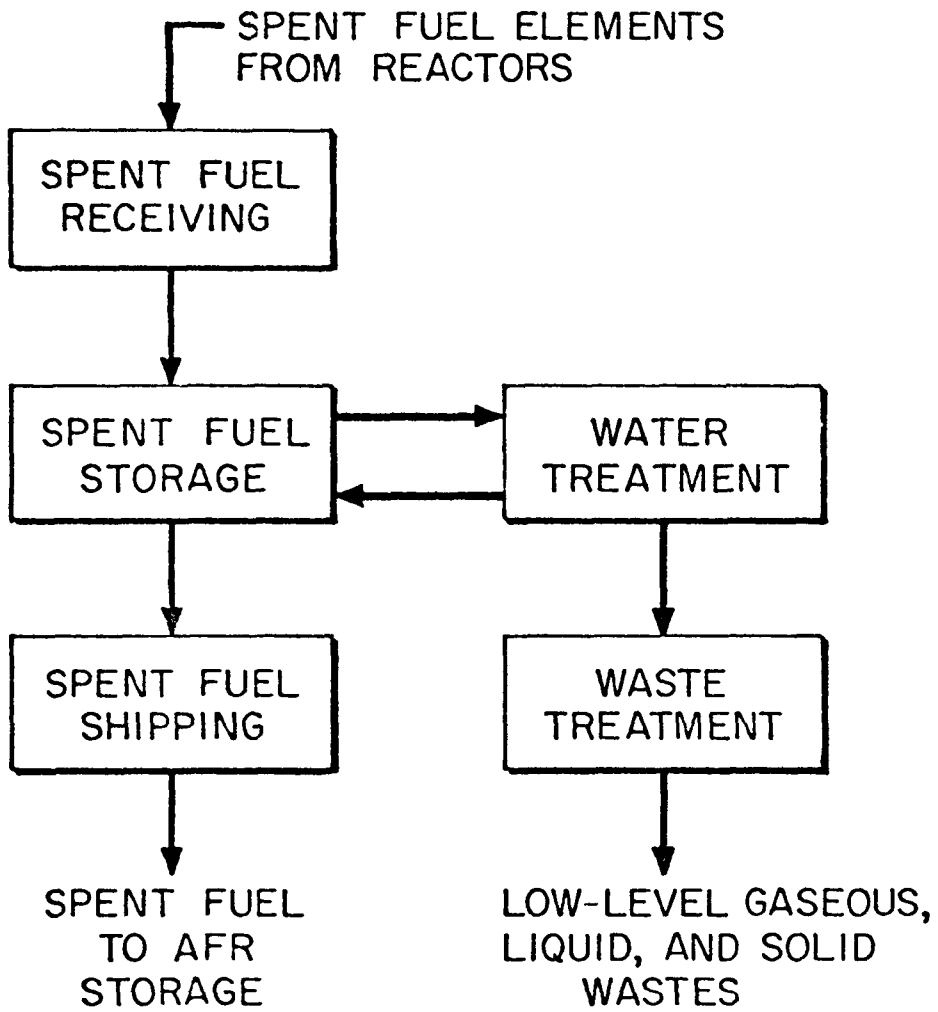 SPENT FUEL ELEMENTS
FROM REACTORS
SPENT FUEL
RECEIVING
SPENT FUEL
STORAGE
WATER
TREATMENT
SPENT FUEL
SHIPPING
WASTE
TREATMENT
SPENT FUEL
TO AFR
STORAGE
LOW-LEVEL GASEOUS,
LIQUID, AND SOLID
WASTES